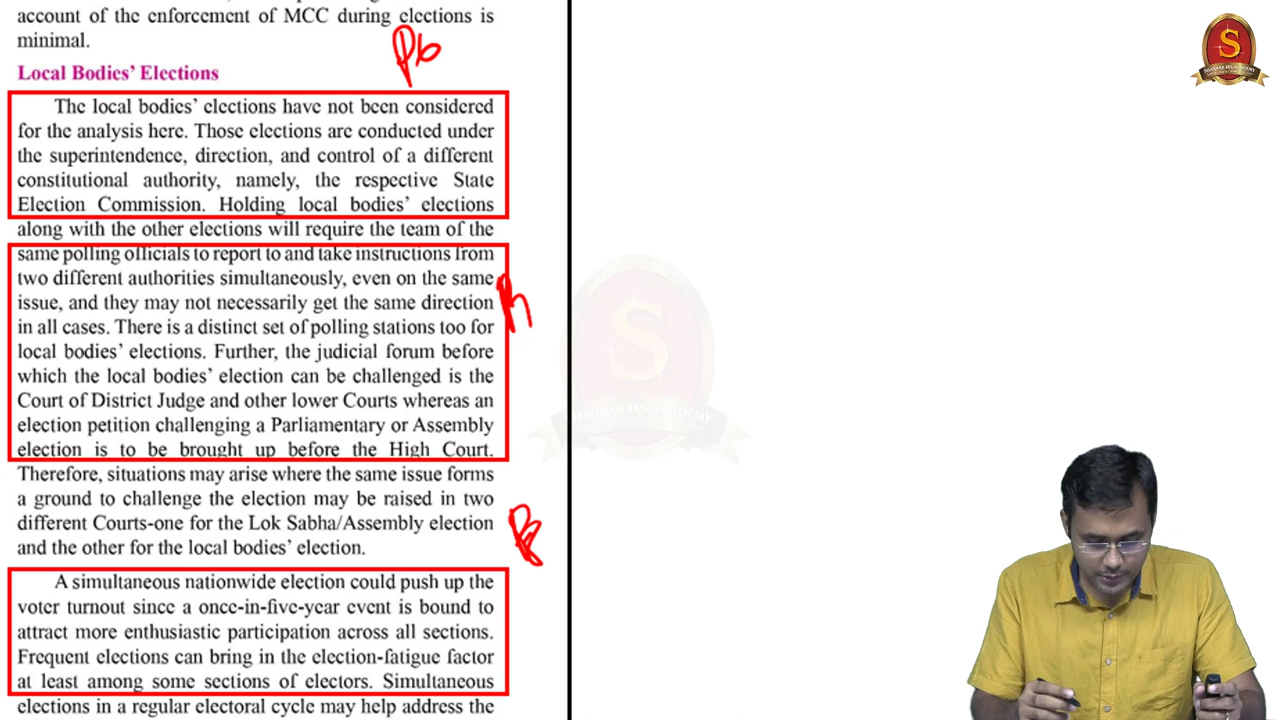 account of the enforcement of MCC during elections is
minimal.
Local Bodies' Elections
The local bodies' elections have not been considered
for the analysis here. Those elections are conducted under
the superintendence, direction, and control of a different
constitutional authority, namely, the respective State
Election Commission. Holding local bodies' elections
along with the other elections will require the team of the
same polling officials to report to and take instructions from
two different authorities simultaneously, even on the same
issue, and they may not necessarily get the same direction
in all cases. There is a distinct set of polling stations too for
local bodies' elections. Further, the judicial forum before
which the local bodies' election can be challenged is the
Court of District Judge and other lower Courts whereas an
election petition challenging a Parliamentary or Assembly
election is to be brought up before the High Court.
Therefore, situations may arise where the same issue forms
a ground to challenge the election may be raised in two
different Courts-one for the Lok Sabha/Assembly election
and the other for the local bodies' election.
A simultaneous nationwide election could push up the
voter turnout since a once-in-five-year event is bound to
attract more enthusiastic participation across all sections.
Frequent elections can bring in the election-fatigue factor
at least among some sections of electors. Simultaneous
elections in a regular electoral cycle may help address the
S
SHANKAR IAS ACADEMY
S
SHANKAR IAS ACADEMY